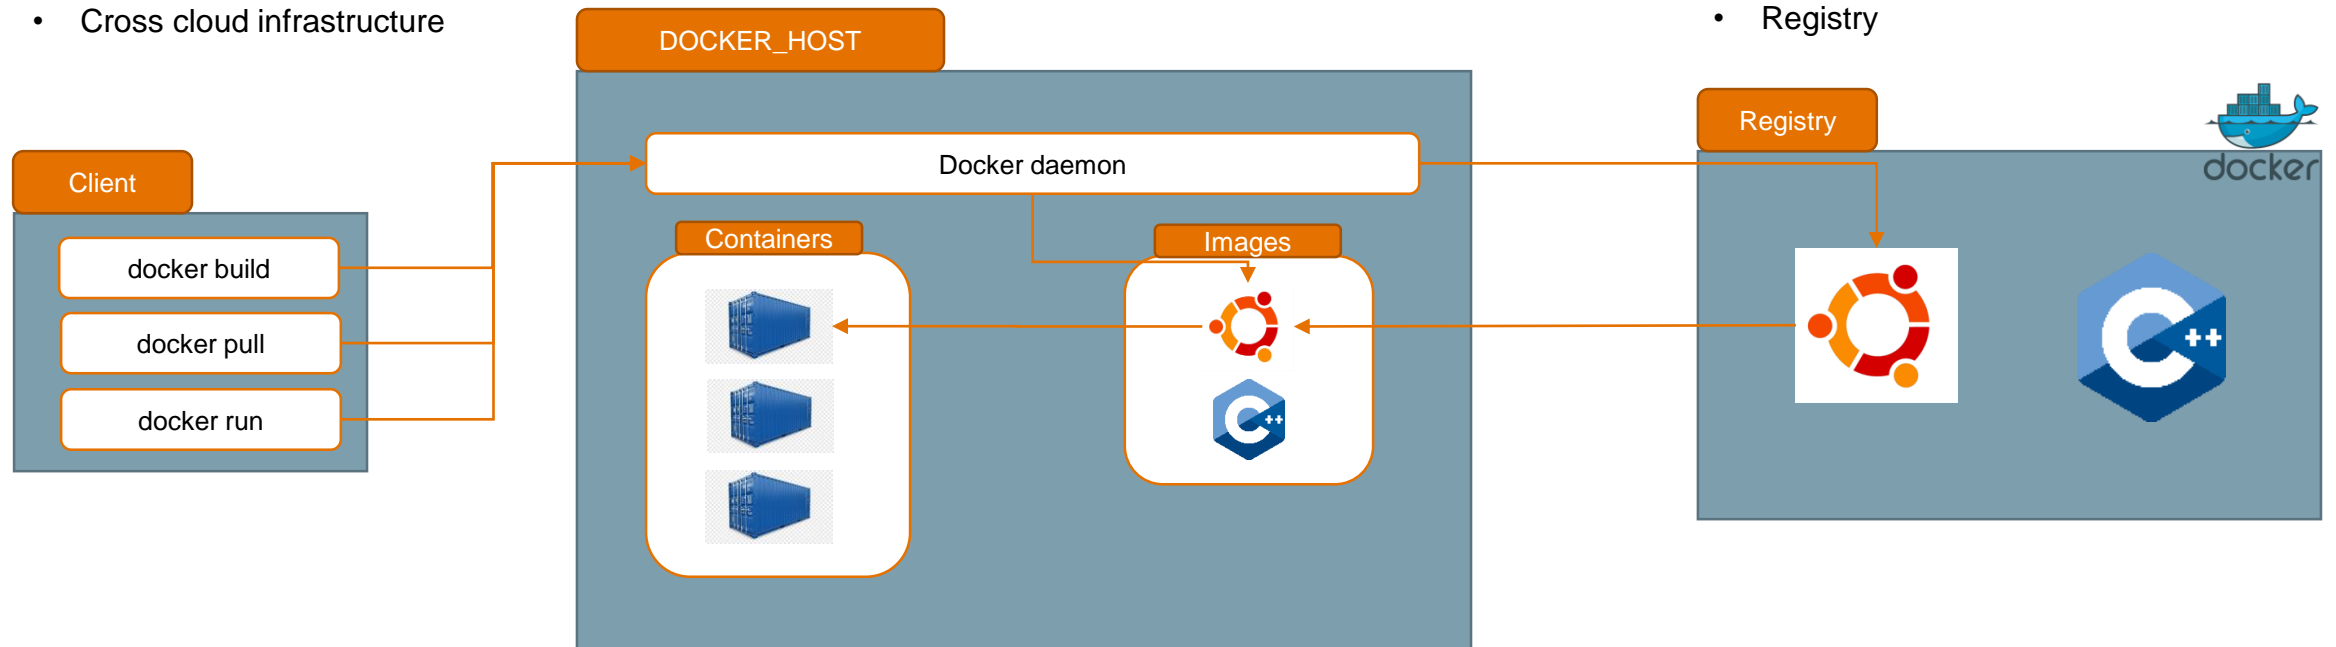 • Cross cloud infrastructure
DOCKER_HOST
• Registry
Client
docker build
docker pull
docker run
Docker daemon
Containers
Images
C++
Registry
docker
C++